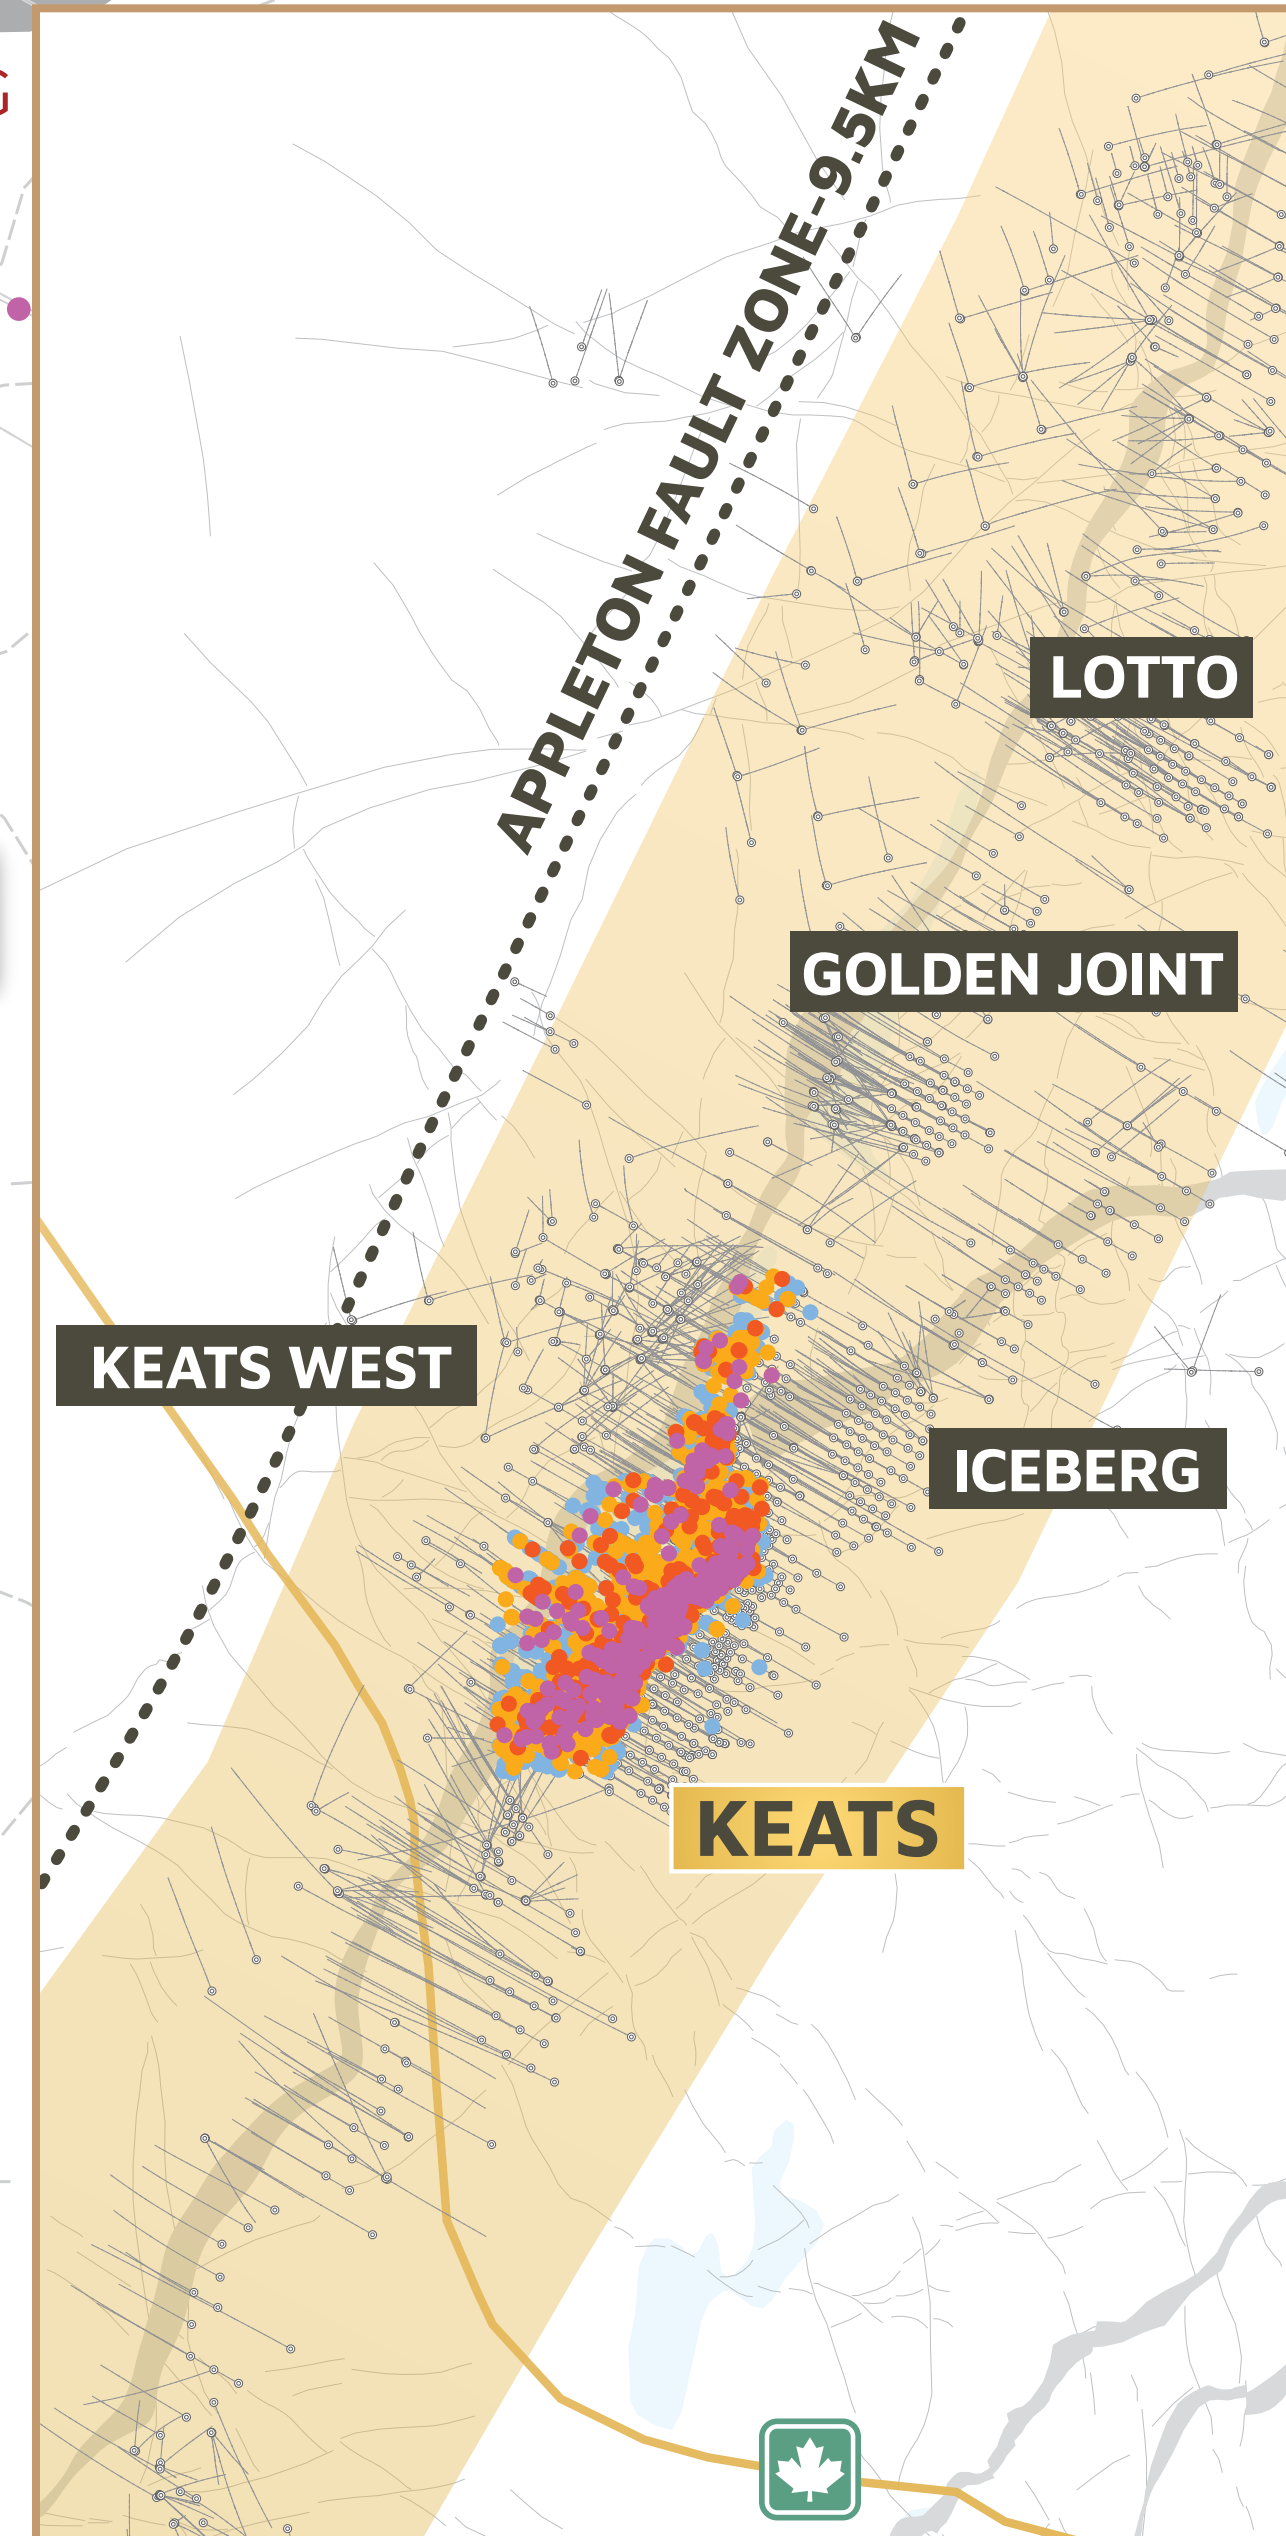 G
APPLETON FAULT ZONE-9.5KM
LOTTO
GOLDEN JOINT
KEATS WEST
ICEBERG
KEATS